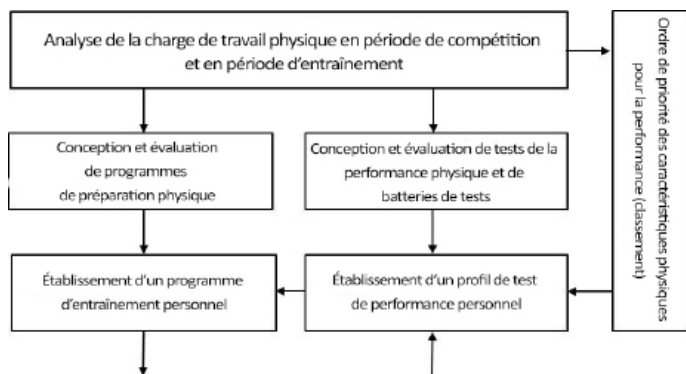 Analyse de la charge de travail physique en période de compétition
et en période d'entraînement
Ordre de priorité des caractéristiques physiques
pour la performance (classement)
Conception et évaluation
de programmes
de préparation physique
Conception et évaluation de tests de la
performance physique et de
batteries de tests
Établissement d'un programme
d'entraînement personnel
Établissement d'un profil de test
de performance personnel